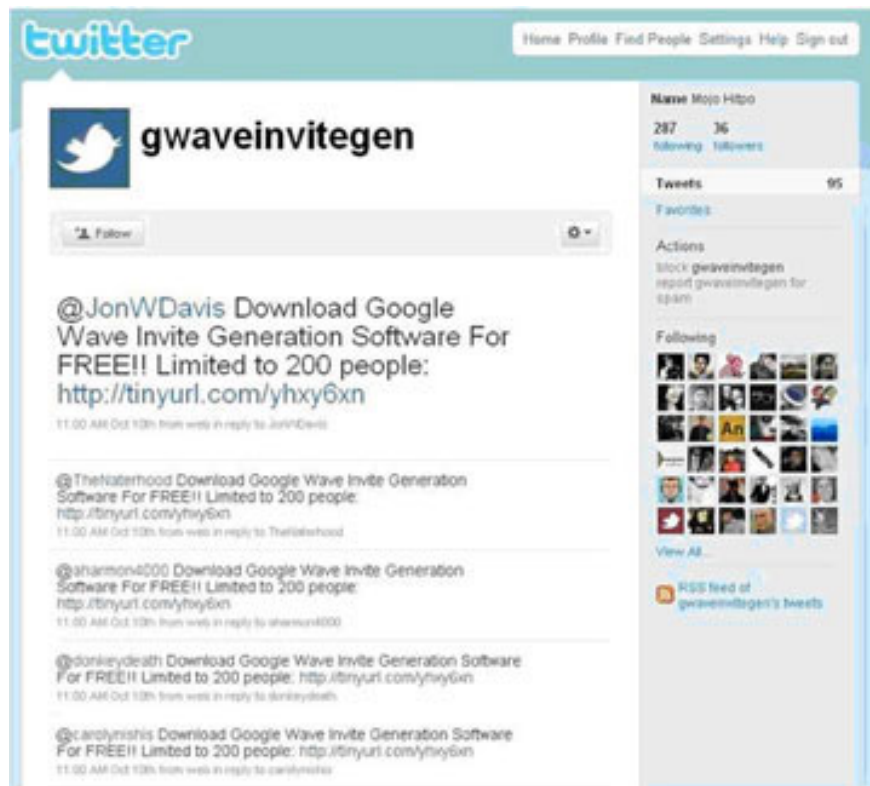 twitter
Home Profile Find People Settings Help Sign out
gwaveinvitegen
Follow
@JonWDavis Download Google
Wave Invite Generation Software For
FREE!! Limited to 200 people:
http://tinyurl.com/yhxy6xn
11:00 AM Oct 10th from web in reply to JonWDavis
@TheNaterhood Download Google Wave Invite Generation
Software For FREE!! Limited to 200 people:
http://tinyurl.com/yhxy6xn
11:00 AM Oct 10th from web in reply to TheNaterhood
@aharmon4000 Download Google Wave Invite Generation
Software For FREE!! Limited to 200 people:
http://tinyurl.com/yhxy6xn
11:00 AM Oct 10th from web in reply to aharmon4000
@donkeydeath Download Google Wave Invite Generation Software
For FREE!! Limited to 200 people: http://tinyurl.com/yhxy6xn
11:00 AM Oct 10th from web in reply to donkeydeath
@carolynishis Download Google Wave Invite Generation Software
For FREE!! Limited to 200 people: http://tinyurl.com/yhxy6xn
11:00 AM Oct 10th from web in reply to carolynishis
Name Mojo Hitpo
287 36
following followers
Tweets 95
Favorites
Actions
block gwaveinvitegen
report gwaveinvitegen for
spam
Following
An
View All...
RSS feed of
gwaveinvitegen's tweets